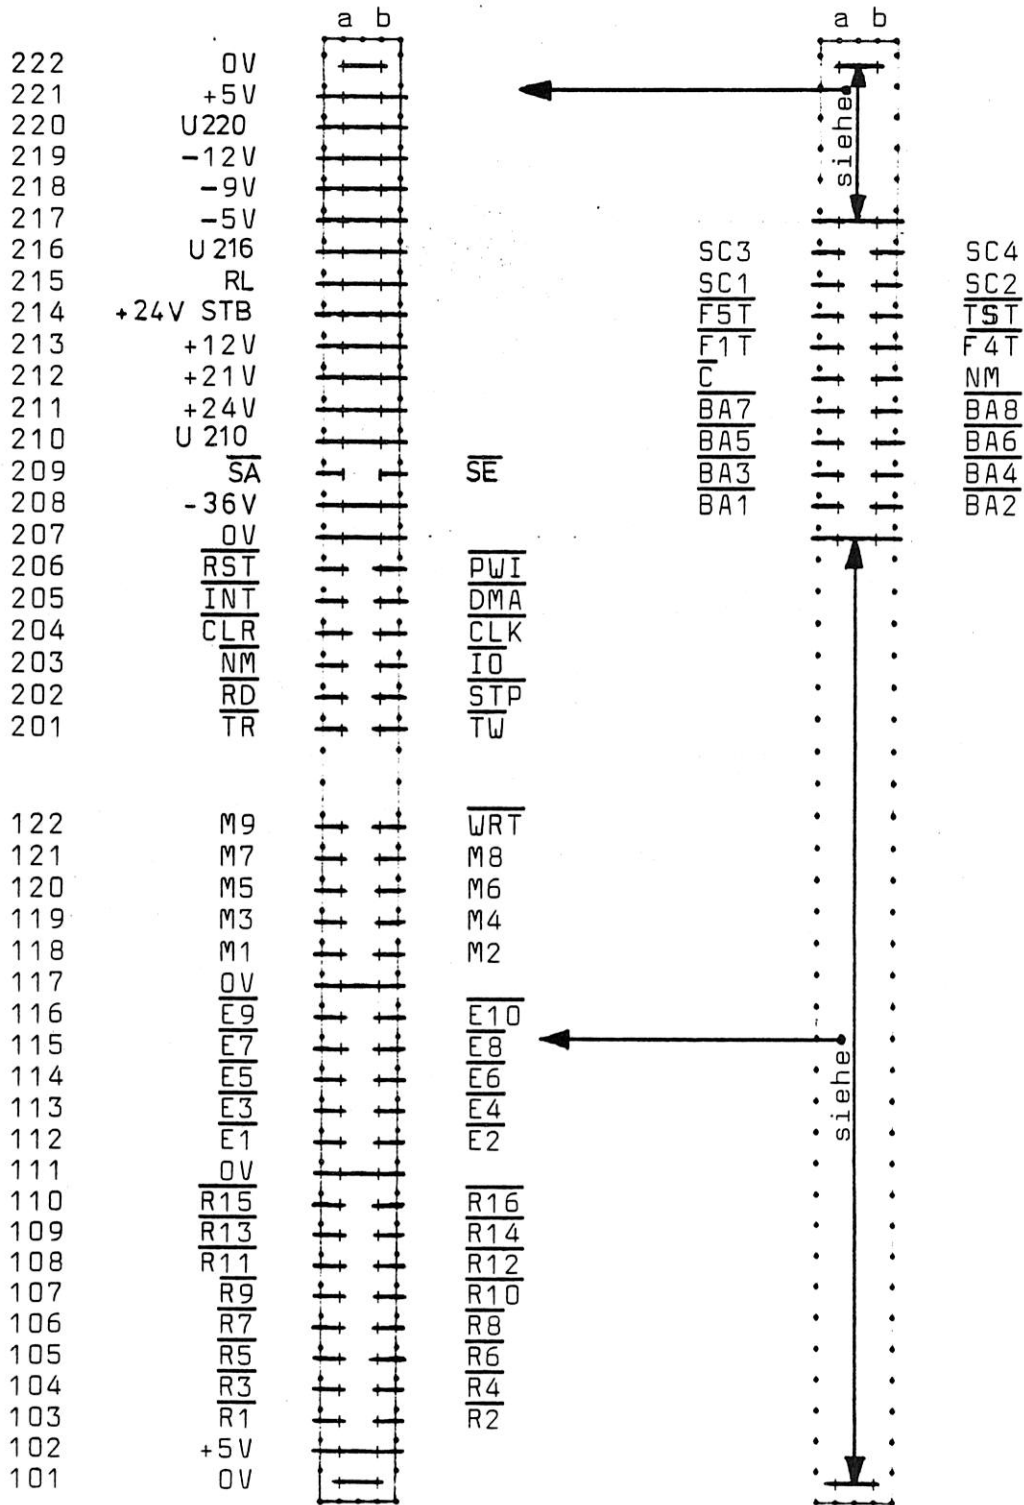 a b a b
222 0V
221 +5V
220 U220
219 -12V
218 -9V
217 -5V
siehe
216 U216 SC3 SC4
215 RL SC1 SC2
214 +24V STB F5T TST
213 +12V F1T F4T
212 +21V C NM
211 +24V BA7 BA8
210 U210 BA5 BA6
209 SA SE BA3 BA4
208 -36V BA1 BA2
207 0V
206 RST PWI
205 INT DMA
204 CLR CLK
203 NM IO
202 RD STP
201 TR TW
122 M9 WRT
121 M7 M8
120 M5 M6
119 M3 M4
118 M1 M2
117 0V
116 E9 E10
115 E7 E8
114 E5 E6
113 E3 E4
112 E1 E2
siehe
111 0V
110 R15 R16
109 R13 R14
108 R11 R12
107 R9 R10
106 R7 R8
105 R5 R6
104 R3 R4
103 R1 R2
102 +5V
101 0V